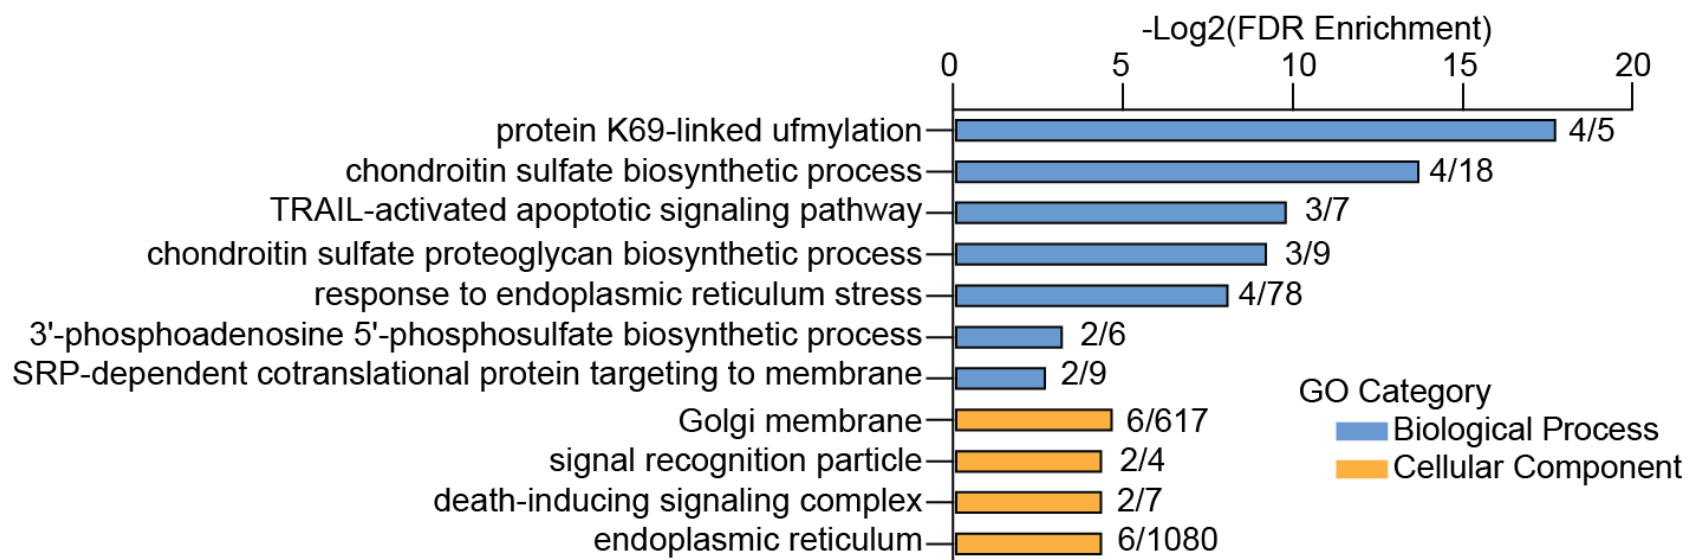 -Log2(FDR Enrichment)
0 5 10 15 20
protein K69-linked ufmylation 4/5
chondroitin sulfate biosynthetic process 4/18
TRAIL-activated apoptotic signaling pathway 3/7
chondroitin sulfate proteoglycan biosynthetic process 3/9
response to endoplasmic reticulum stress 4/78
3'-phosphoadenosine 5'-phosphosulfate biosynthetic process 2/6
SRP-dependent cotranslational protein targeting to membrane 2/9
Golgi membrane 6/617
signal recognition particle 2/4
death-inducing signaling complex 2/7
endoplasmic reticulum 6/1080
GO Category
Biological Process
Cellular Component